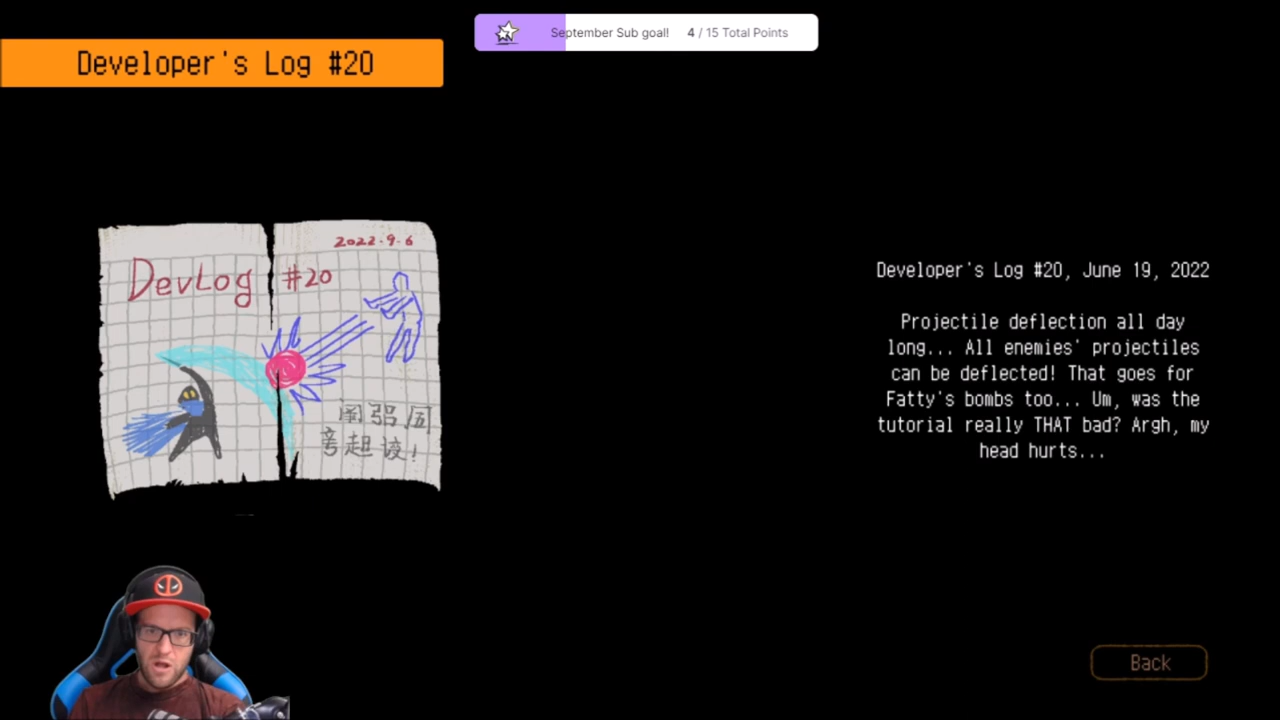 September Sub goal! 4 / 15 Total Points
Developer's Log #20
2022·9·6
DevLog #20
Developer's Log #20, June 19, 2022
Projectile deflection all day
long... All enemies' projectiles
can be deflected! That goes for
Fatty's bombs too... Um, was the
tutorial really THAT bad? Argh, my
head hurts...
Back